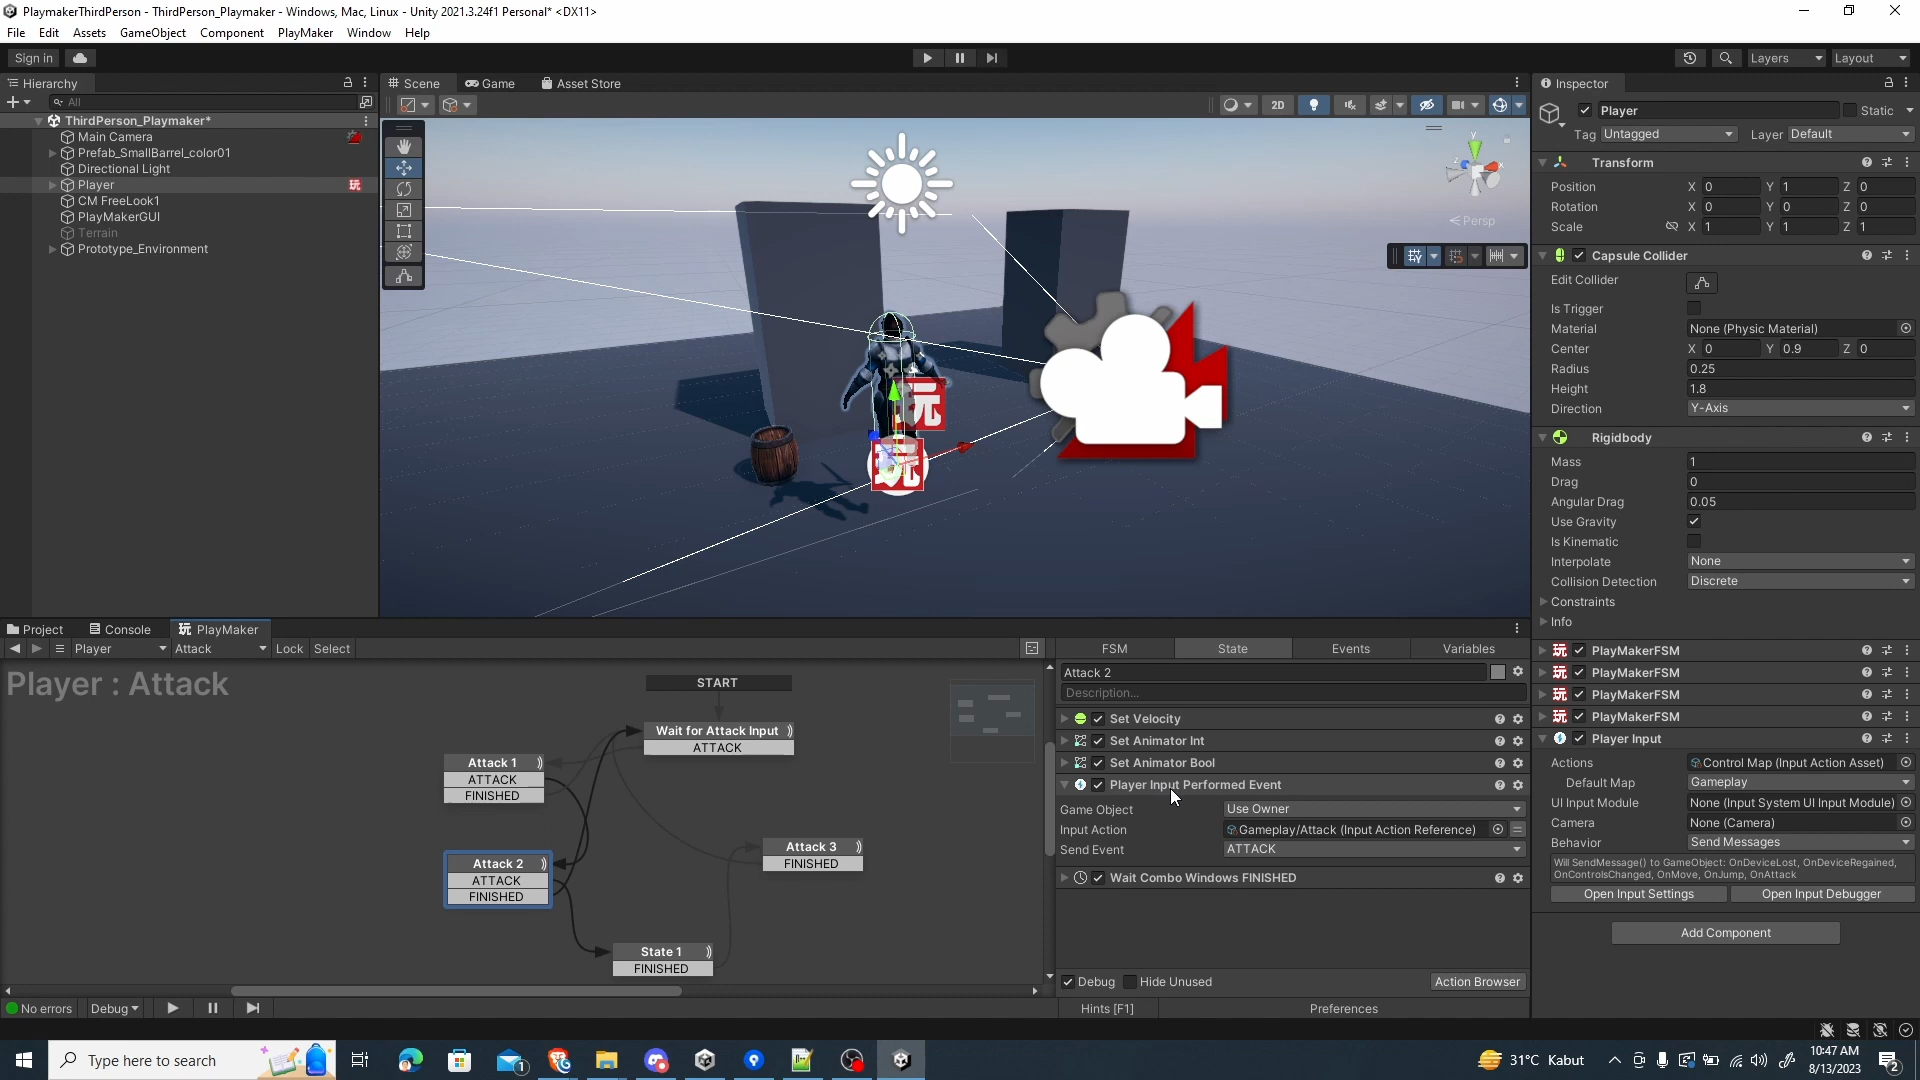 PlaymakerThirdPerson - ThirdPerson_Playmaker - Windows, Mac, Linux - Unity 2021.3.24f1 Personal* <DX11>
File Edit Assets GameObject Component PlayMaker Window Help
Sign in
Layers
Layout
Hierarchy
All
ThirdPerson_Playmaker*
Main Camera
Prefab_SmallBarrel_color01
Directional Light
Player
玩
CM FreeLook1
PlayMakerGUI
Terrain
Prototype_Environment
Scene
Game
Asset Store
2D
y
x
z
Persp
玩
玩
Inspector
Player
Static
Tag Untagged
Layer Default
Transform
Position X 0 Y 1 Z 0
Rotation X 0 Y 0 Z 0
Scale X 1 Y 1 Z 1
Capsule Collider
Edit Collider
Is Trigger
Material None (Physic Material)
Center X 0 Y 0.9 Z 0
Radius 0.25
Height 1.8
Direction Y-Axis
Rigidbody
Mass 1
Drag 0
Angular Drag 0.05
Use Gravity
Is Kinematic
Interpolate None
Collision Detection Discrete
Constraints
Info
玩 PlayMakerFSM
玩 PlayMakerFSM
玩 PlayMakerFSM
玩 PlayMakerFSM
Player Input
Actions Control Map (Input Action Asset)
Default Map Gameplay
UI Input Module None (Input System UI Input Module)
Camera None (Camera)
Behavior Send Messages
Will SendMessage() to GameObject: OnDeviceLost, OnDeviceRegained,
OnControlsChanged, OnMove, OnJump, OnAttack
Open Input Settings
Open Input Debugger
Add Component
Project
Console
玩 PlayMaker
Player
Attack
Lock
Select
Player : Attack
START
Wait for Attack Input
ATTACK
Attack 1
ATTACK
FINISHED
Attack 2
ATTACK
FINISHED
Attack 3
FINISHED
State 1
FINISHED
FSM
State
Events
Variables
Attack 2
Description...
Set Velocity
Set Animator Int
Set Animator Bool
Player Input Performed Event
Game Object Use Owner
Input Action Gameplay/Attack (Input Action Reference)
Send Event ATTACK
Wait Combo Windows FINISHED
Debug
Hide Unused
Action Browser
No errors
Debug
Hints [F1]
Preferences
Type here to search
1
31°C Kabut
10:47 AM
8/13/2023
2